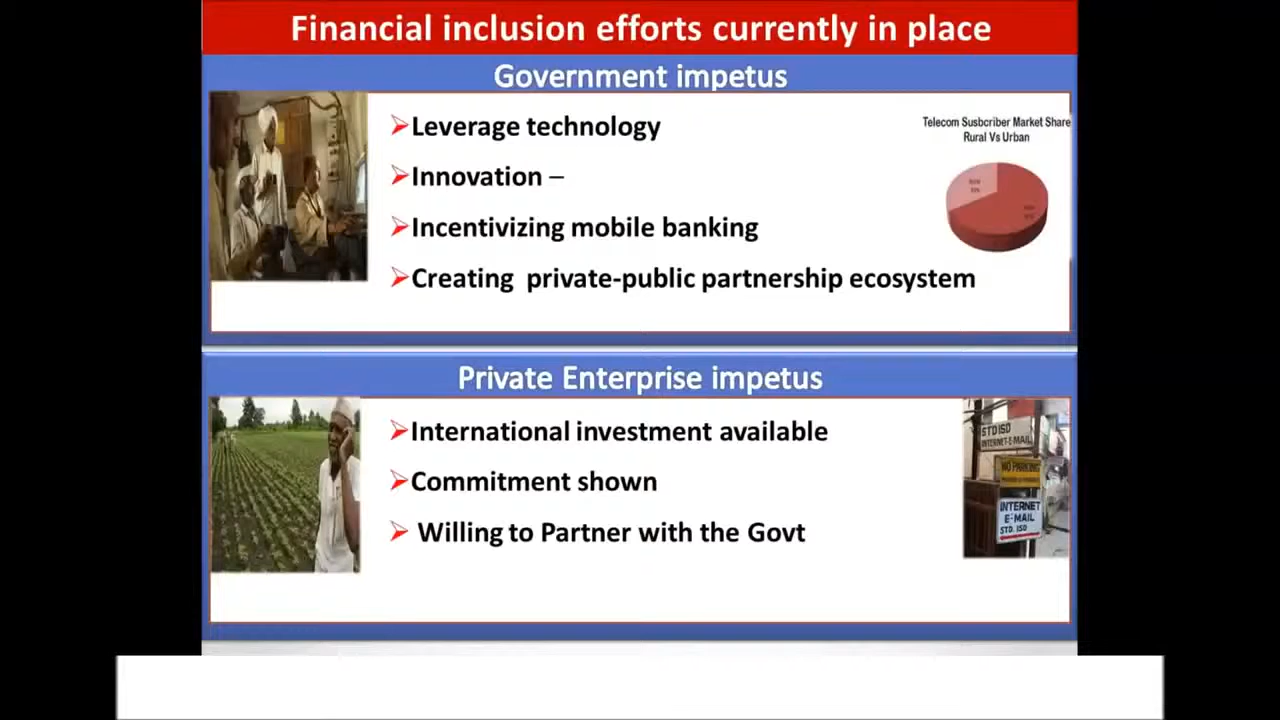 Financial inclusion efforts currently in place
Government impetus
Leverage technology
Innovation –
Incentivizing mobile banking
Creating private-public partnership ecosystem
Telecom Susbcriber Market Share
Rural Vs Urban
Private Enterprise impetus
International investment available
Commitment shown
Willing to Partner with the Govt
STD ISD
INTERNET-E-MAIL
NO PARKING
INTERNET
E-MAIL
STD. ISD